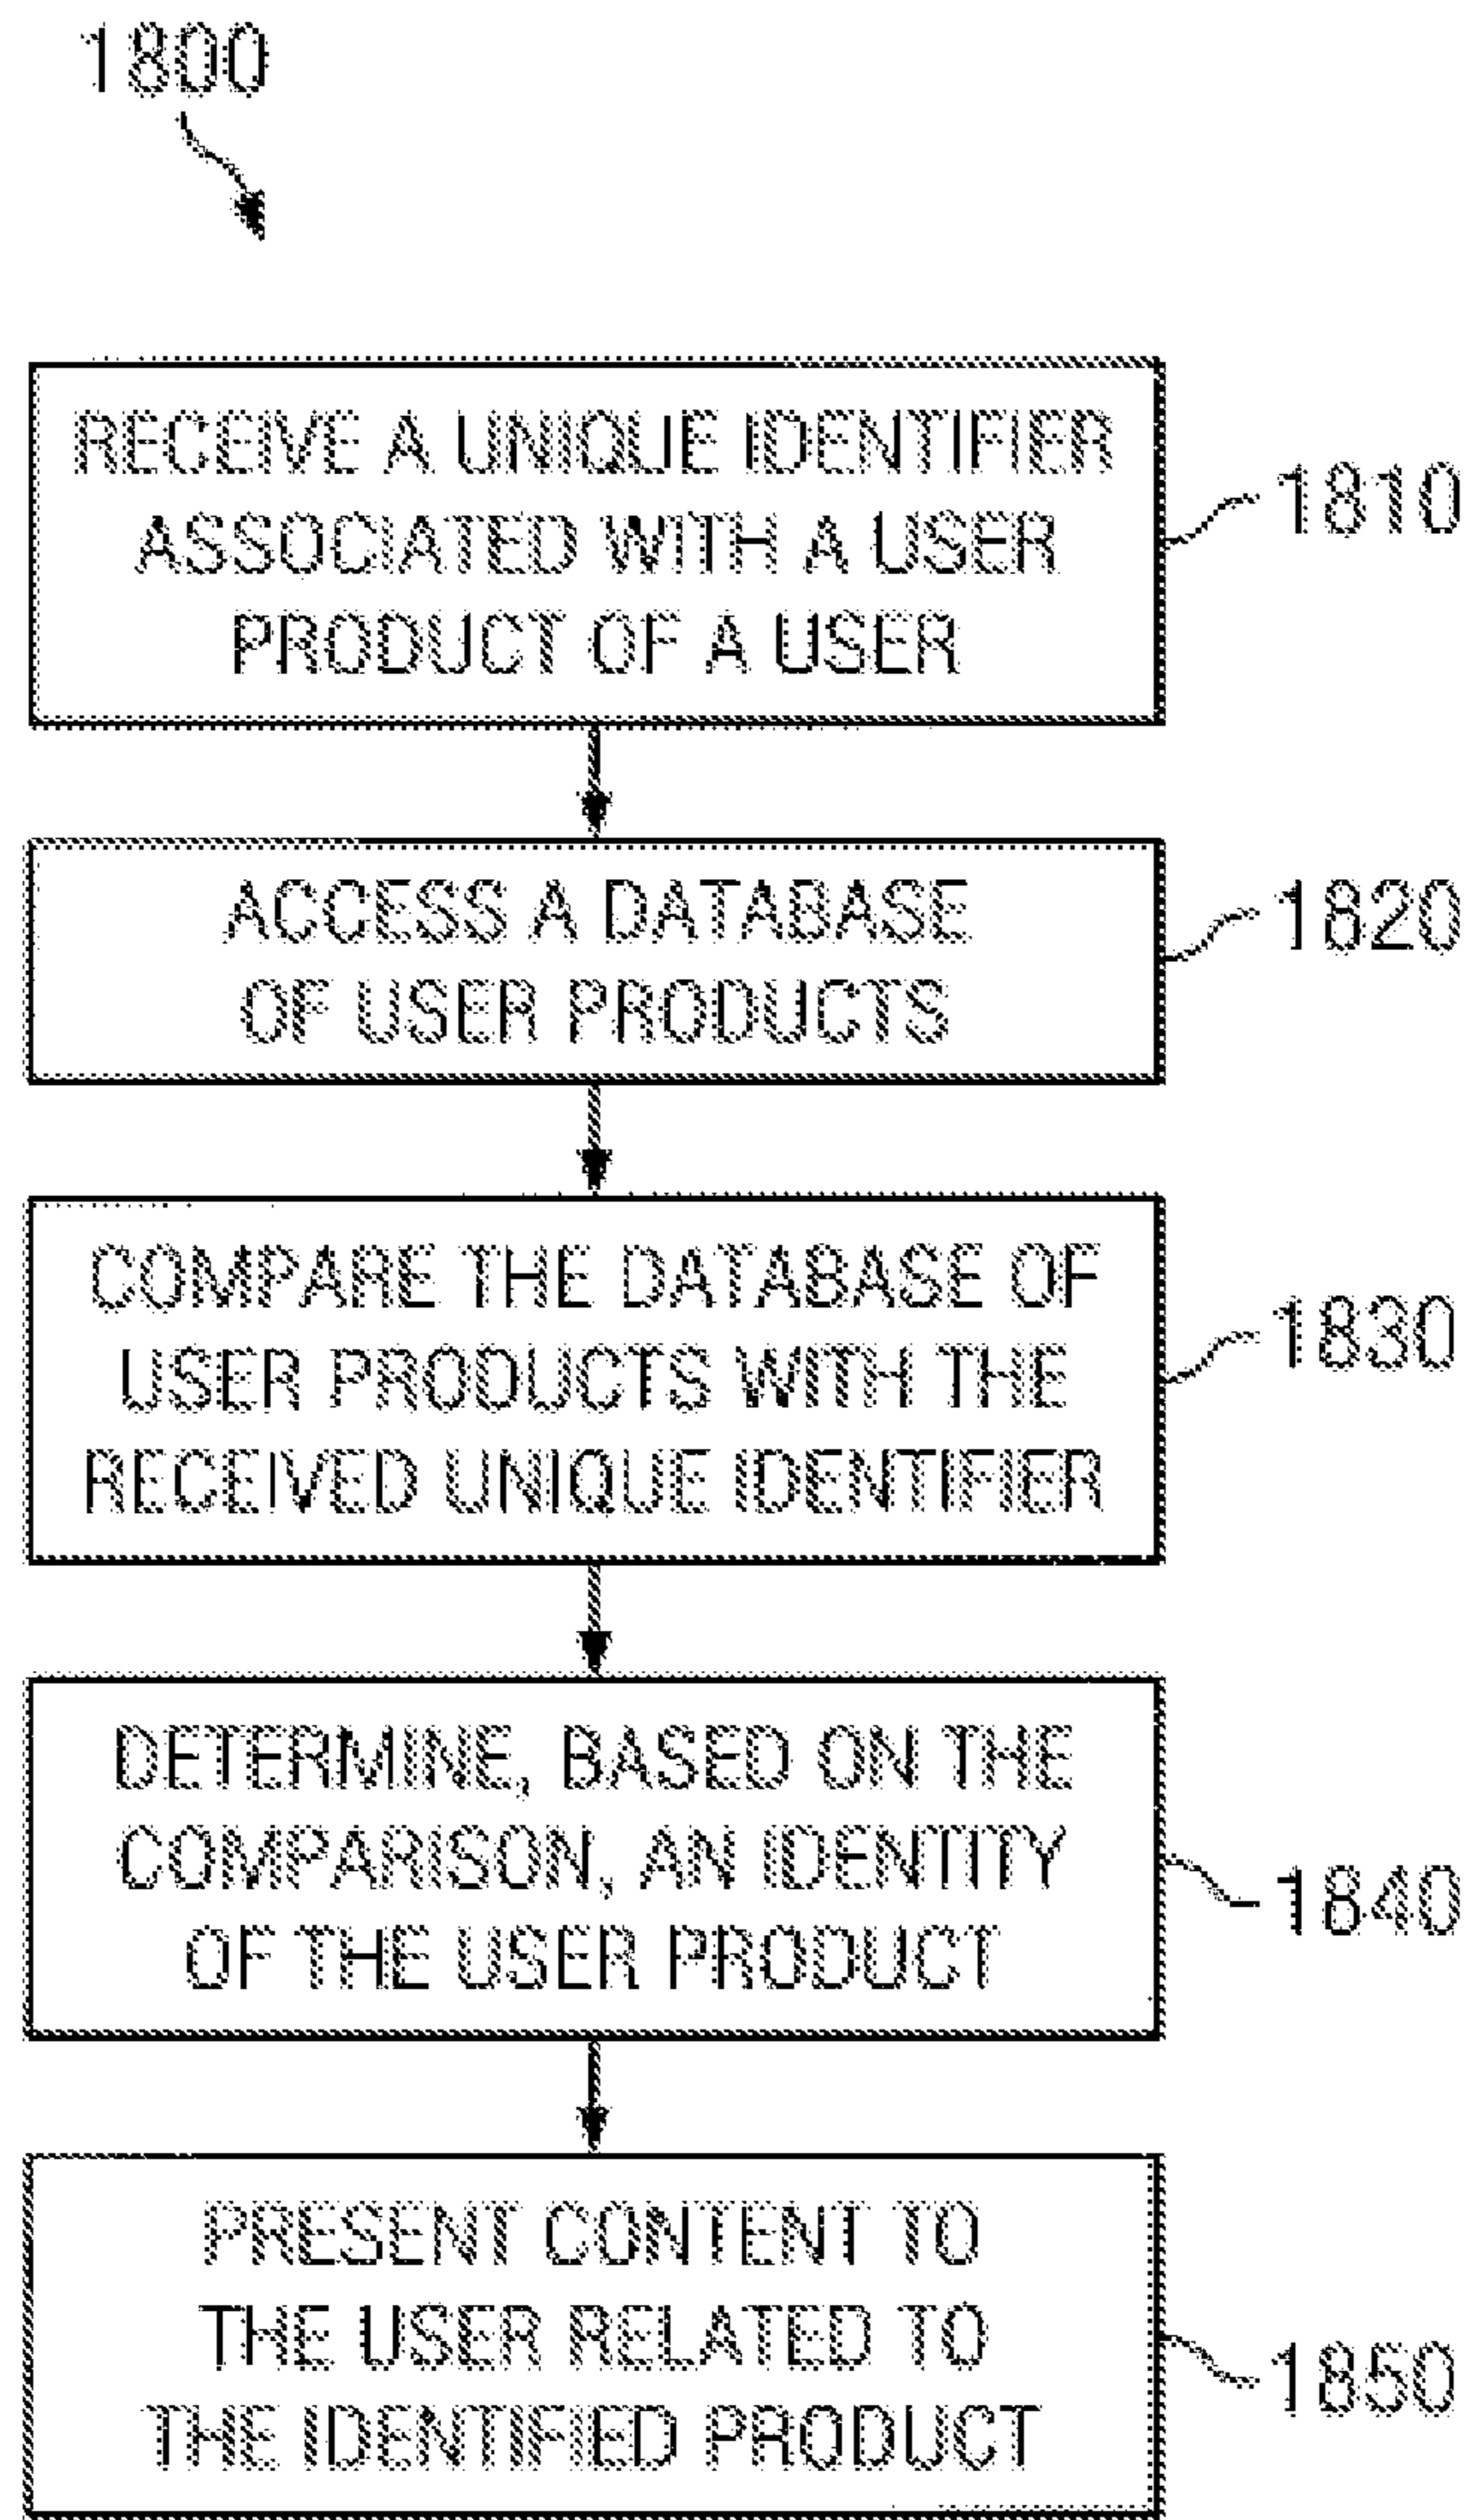 1800
RECEIVE A UNIQUE IDENTIFIER
ASSOCIATED WITH A USER
PRODUCT OF A USER
1810
ACCESS A DATABASE
OF USER PRODUCTS
1820
COMPARE THE DATABASE OF
USER PRODUCTS WITH THE
RECEIVED UNIQUE IDENTIFIER
1830
DETERMINE, BASED ON THE
COMPARISON, AN IDENTITY
OF THE USER PRODUCT
1840
PRESENT CONTENT TO
THE USER RELATED TO
THE IDENTIFIED PRODUCT
1850